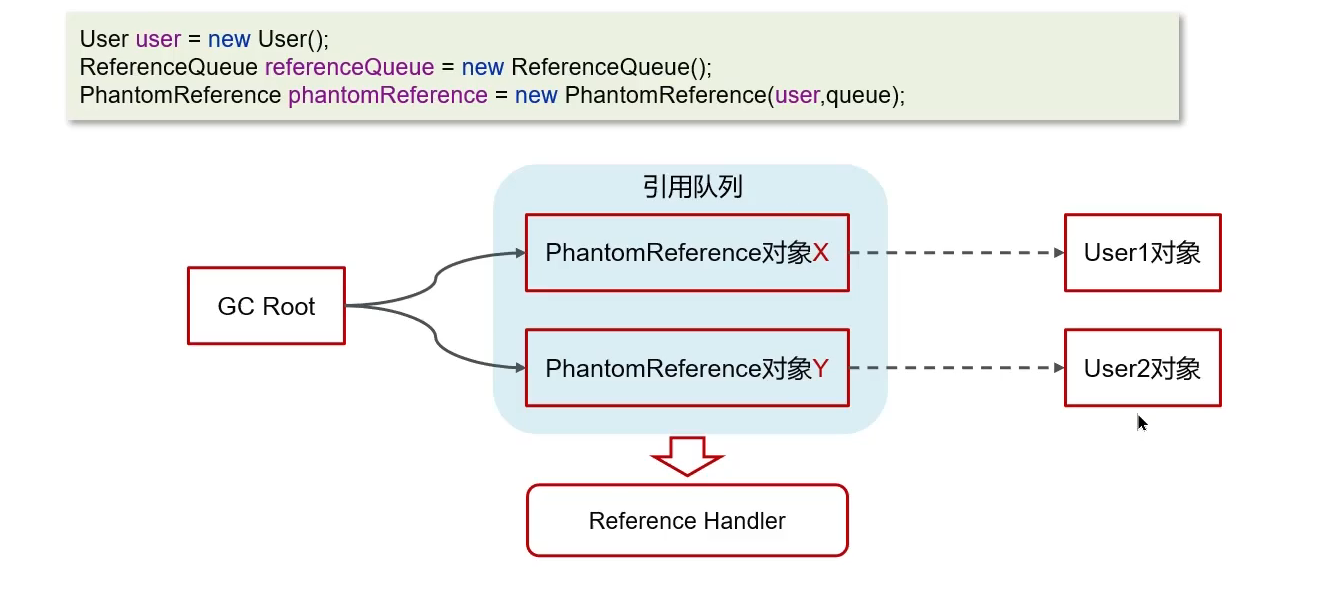 User user = new User();
ReferenceQueue referenceQueue = new ReferenceQueue();
PhantomReference phantomReference = new PhantomReference(user,queue);
引用队列
PhantomReference对象X
User1对象
GC Root
PhantomReference对象Y
User2对象
Reference Handler